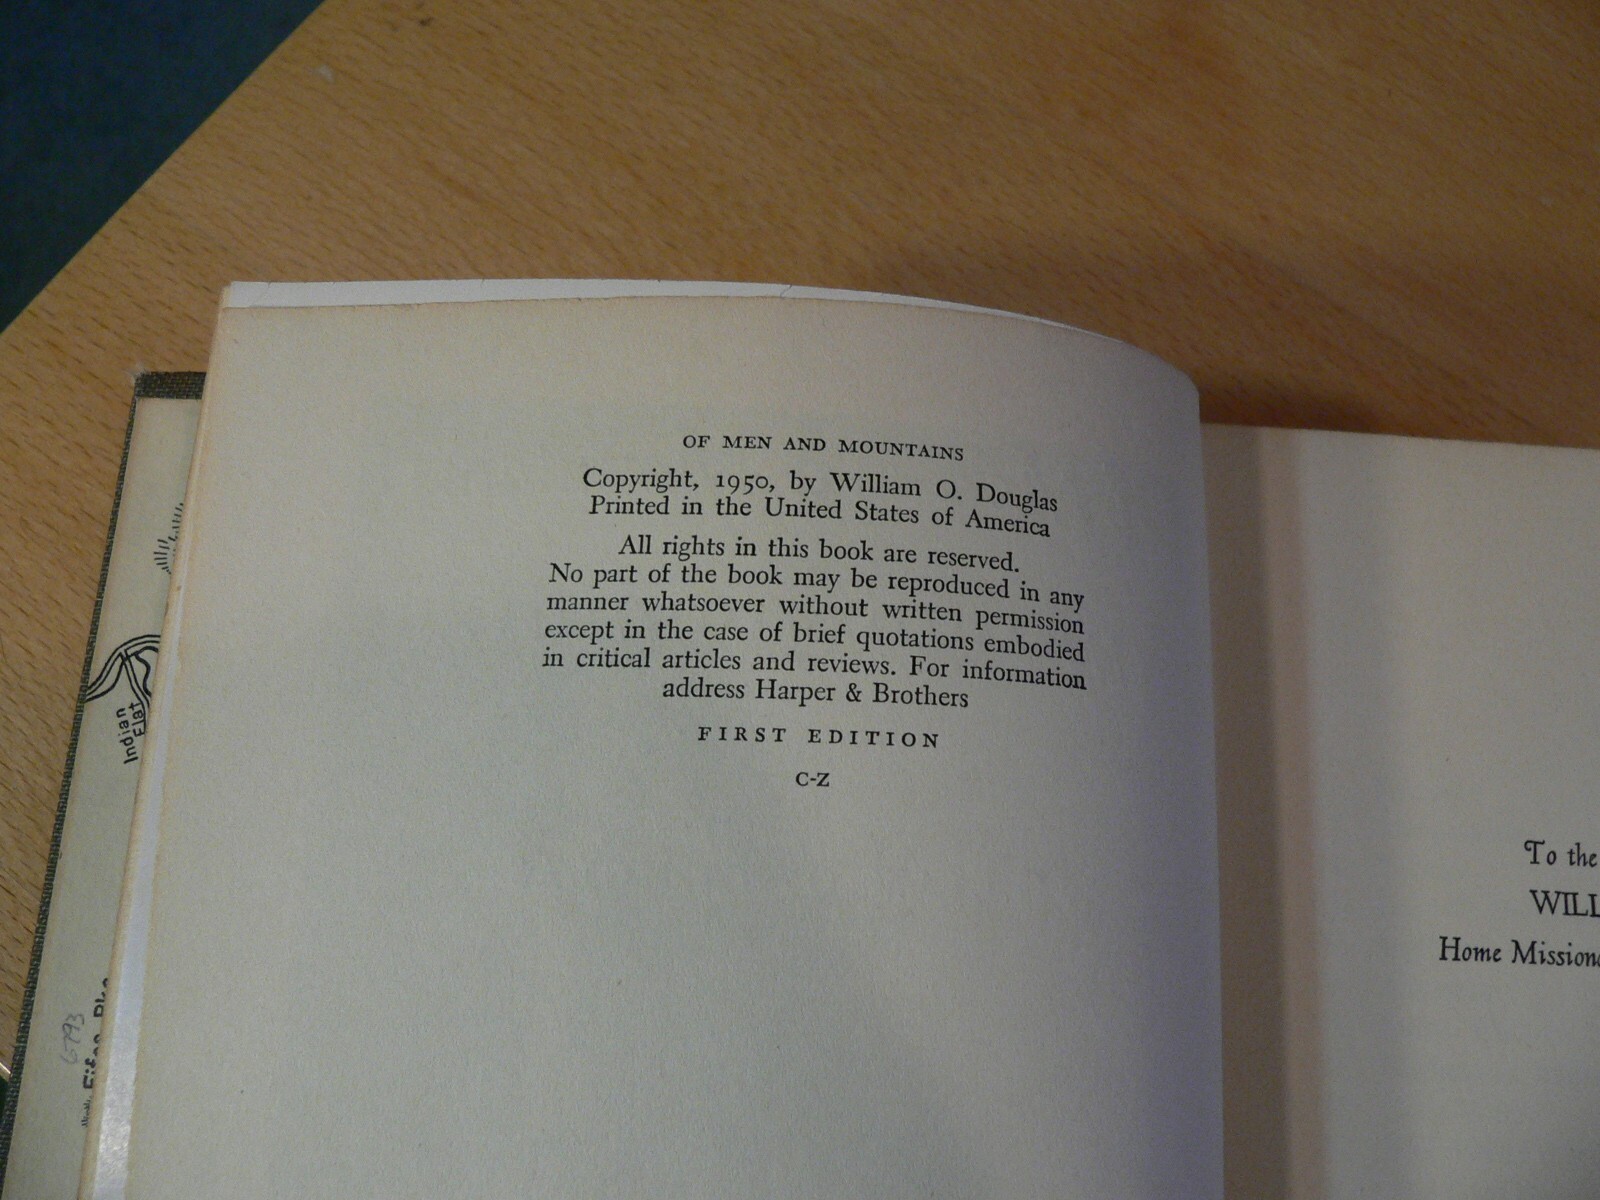 OF MEN AND MOUNTAINS
Copyright, 1950, by William O. Douglas
Printed in the United States of America
All rights in this book are reserved.
No part of the book may be reproduced in any
manner whatsoever without written permission
except in the case of brief quotations embodied
in critical articles and reviews. For information
address Harper & Brothers
FIRST EDITION
C-Z
To the
WILL
Home Mission
Indian
Flat
6793